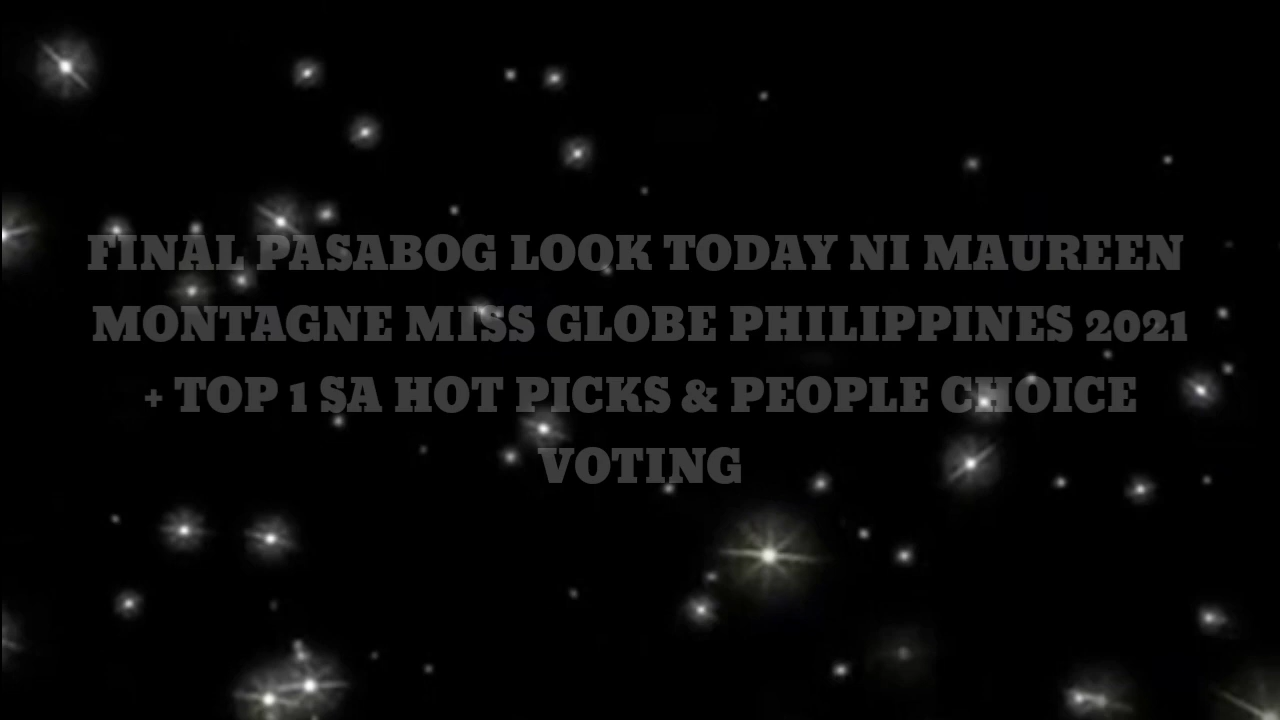 FINAL PASABOG LOOK TODAY NI MAUREEN
MONTAGNE MISS GLOBE PHILIPPINES 2021
+ TOP 1 SA HOT PICKS & PEOPLE CHOICE
VOTING